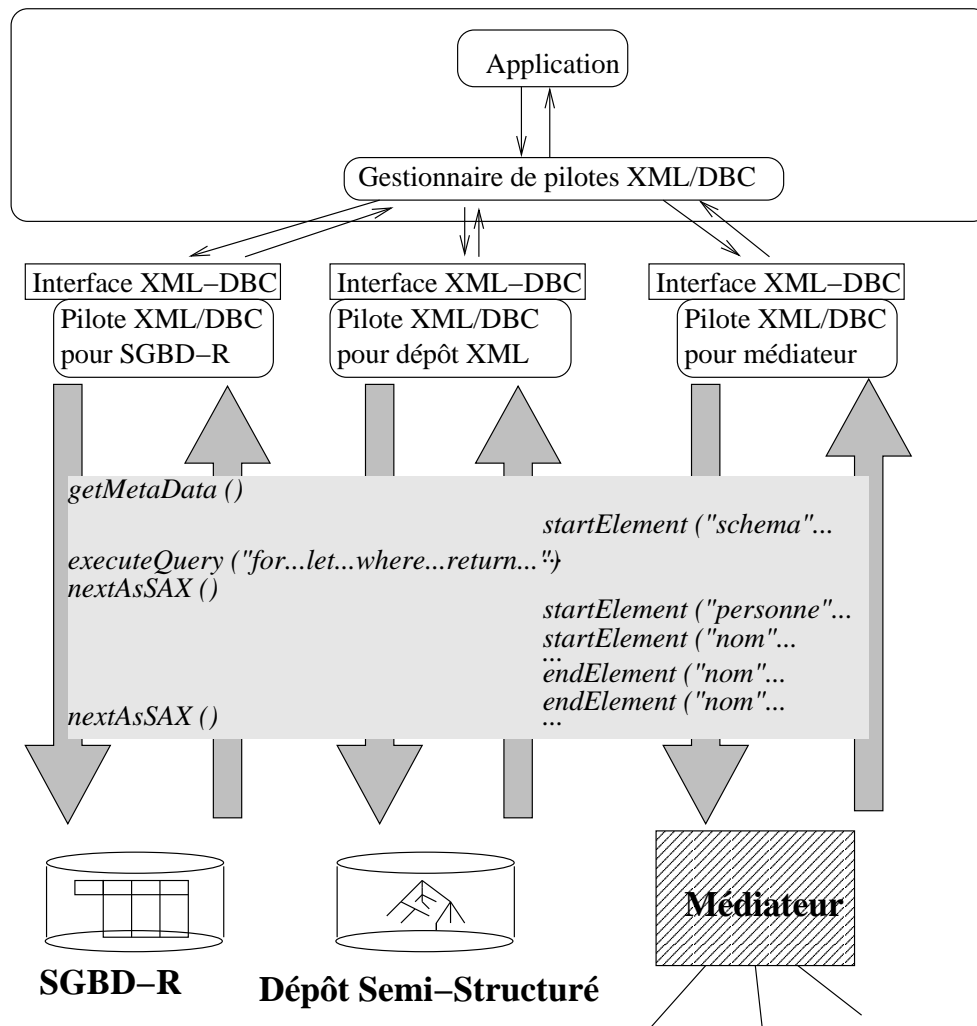 Application
Gestionnaire de pilotes XML/DBC
Interface XML–DBC
Pilote XML/DBC
pour SGBD–R
Interface XML–DBC
Pilote XML/DBC
pour dépôt XML
Interface XML–DBC
Pilote XML/DBC
pour médiateur
getMetaData ()
startElement ("schema"...
executeQuery ("for...let...where...return...")
nextAsSAX ()
startElement ("personne"...
startElement ("nom"...
...
endElement ("nom"...
endElement ("nom"...
nextAsSAX ()
...
SGBD–R
Dépôt Semi–Structuré
Médiateur